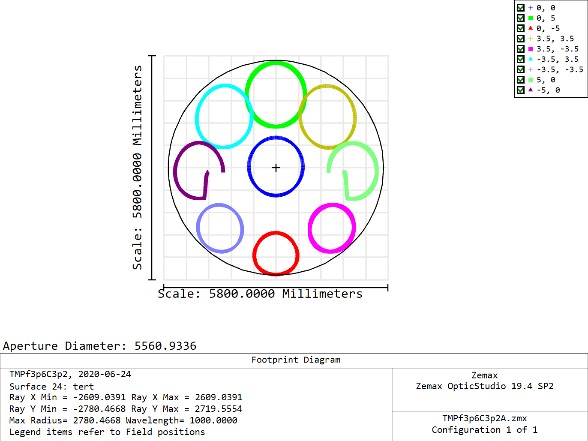 0, 0
0, 5
0, -5
3.5, 3.5
3.5, -3.5
-3.5, 3.5
-3.5, -3.5
5, 0
-5, 0
Scale: 5800.0000 Millimeters
Scale: 5800.0000 Millimeters
Aperture Diameter: 5560.9336
Footprint Diagram
TMPf3p6C3p2, 2020-06-24
Surface 24: tert
Ray X Min = -2609.0391 Ray X Max = 2609.0391
Ray Y Min = -2780.4668 Ray Y Max = 2719.5554
Max Radius= 2780.4668 Wavelength= 1000.0000
Legend items refer to Field positions
Zemax
Zemax OpticStudio 19.4 SP2
TMPf3p6C3p2A.zmx
Configuration 1 of 1